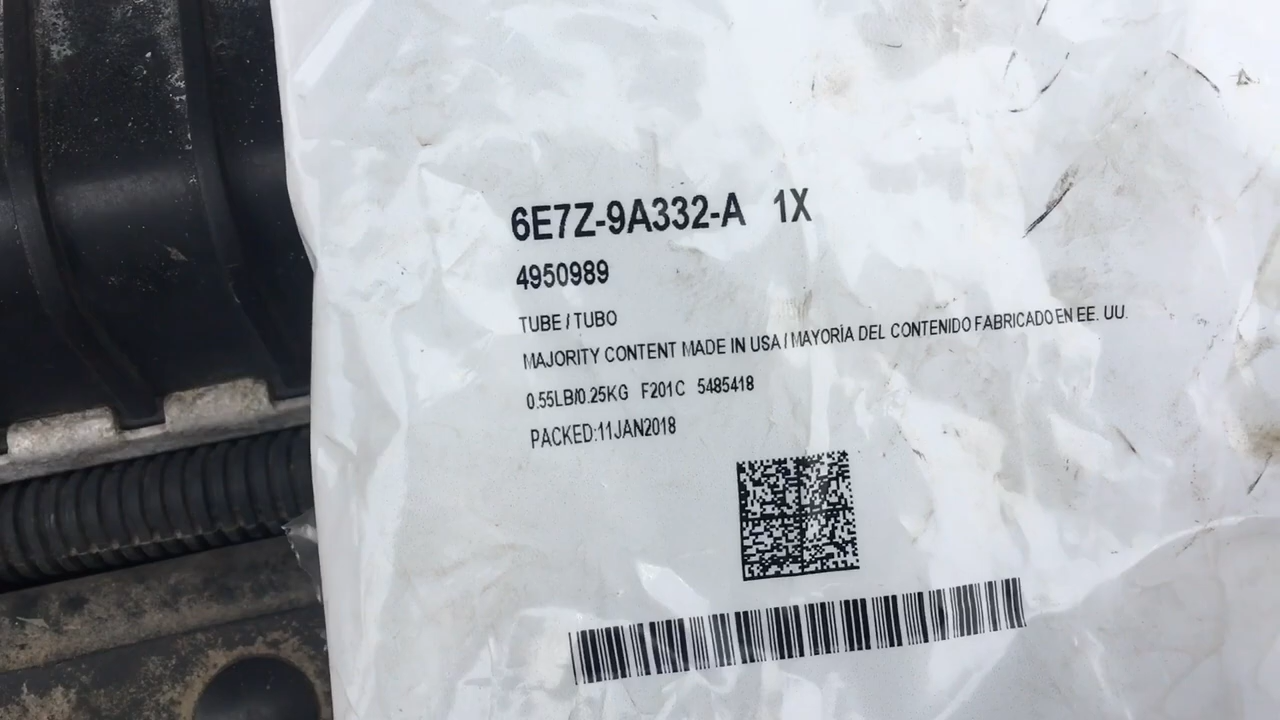 6E7Z-9A332-A 1X
4950989
TUBE / TUBO
MAJORITY CONTENT MADE IN USA / MAYORÍA DEL CONTENIDO FABRICADO EN EE. UU.
0.55LB/0.25KG F201C 5485418
PACKED:11JAN2018